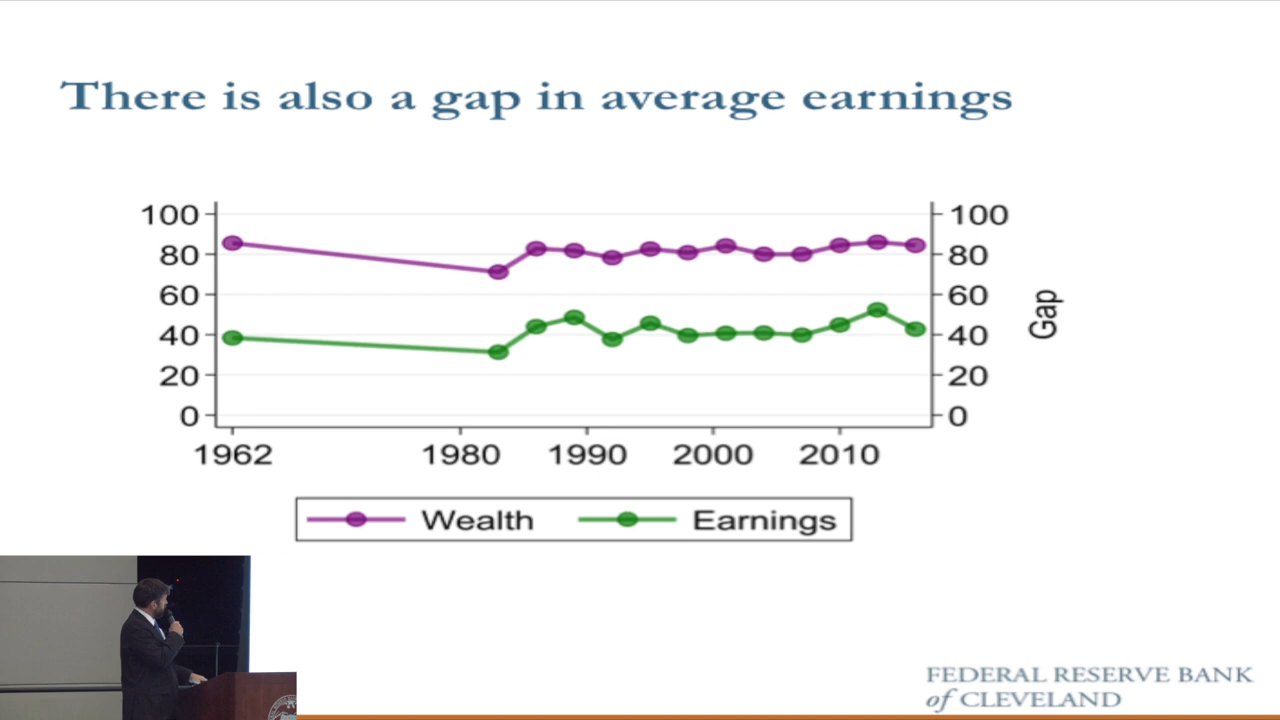 There is also a gap in average earnings
100
80
60
40
20
0
100
80
60
40
20
0
Gap
1962 1980 1990 2000 2010
Wealth Earnings
FEDERAL RESERVE BANK
of CLEVELAND